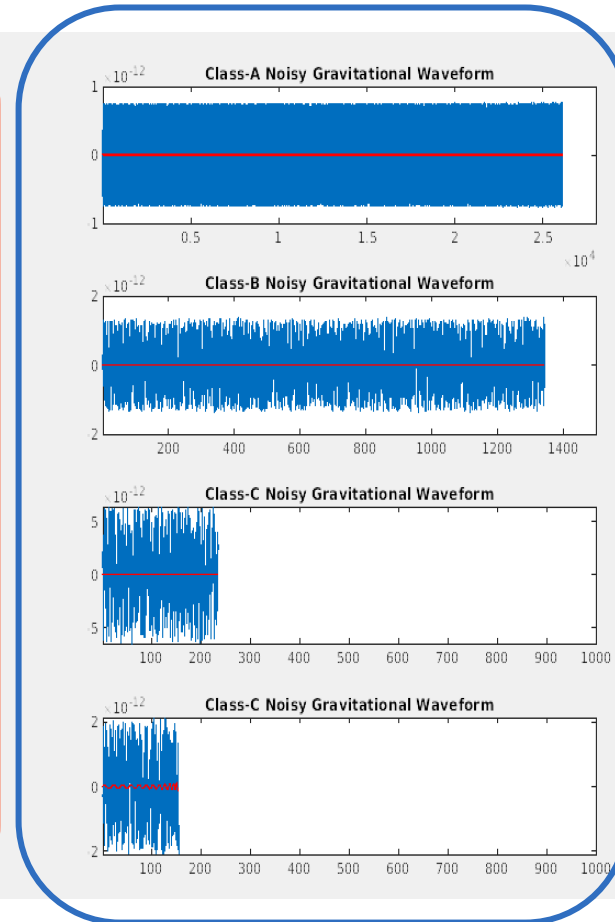 ×10-12
Class-A Noisy Gravitational Waveform
1
0
-1
0.5 1 1.5 2 2.5
×104
×10-12
Class-B Noisy Gravitational Waveform
2
0
-2
200 400 600 800 1000 1200 1400
×10-12
Class-C Noisy Gravitational Waveform
5
0
-5
100 200 300 400 500 600 700 800 900 1000
×10-12
Class-C Noisy Gravitational Waveform
2
0
-2
100 200 300 400 500 600 700 800 900 1000